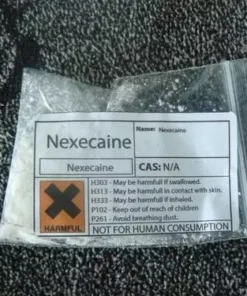 Name: Nexecaine
Nexecaine
Nexecaine
CAS: N/A
H303 - May be harmfull if swallowed.
H313 - May be harmfull in contact with skin.
H333 - May be harmfull if inhaled.
P102 - Keep out of reach of children
P261 - Avoid breathing dust.
HARMFUL
NOT FOR HUMAN CONSUMPTION